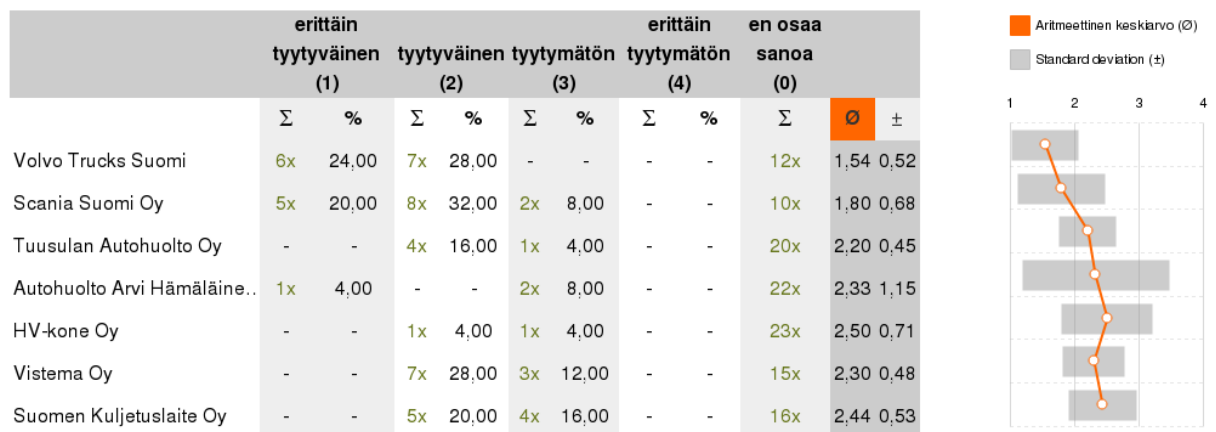 erittäin tyytyväinen (1) tyytyväinen (2) tyytymätön (3) erittäin tyytymätön (4) en osaa sanoa (0)
Σ % Σ % Σ % Σ % Σ Ø ±
Volvo Trucks Suomi 6x 24,00 7x 28,00 - - - - 12x 1,54 0,52
Scania Suomi Oy 5x 20,00 8x 32,00 2x 8,00 - - 10x 1,80 0,68
Tuusulan Autohuolto Oy - - 4x 16,00 1x 4,00 - - 20x 2,20 0,45
Autohuolto Arvi Hämäläine.. 1x 4,00 - - 2x 8,00 - - 22x 2,33 1,15
HV-kone Oy - - 1x 4,00 1x 4,00 - - 23x 2,50 0,71
Vistema Oy - - 7x 28,00 3x 12,00 - - 15x 2,30 0,48
Suomen Kuljetuslaite Oy - - 5x 20,00 4x 16,00 - - 16x 2,44 0,53
Aritmeettinen keskiarvo (Ø)
Standard deviation (±)
1 2 3 4